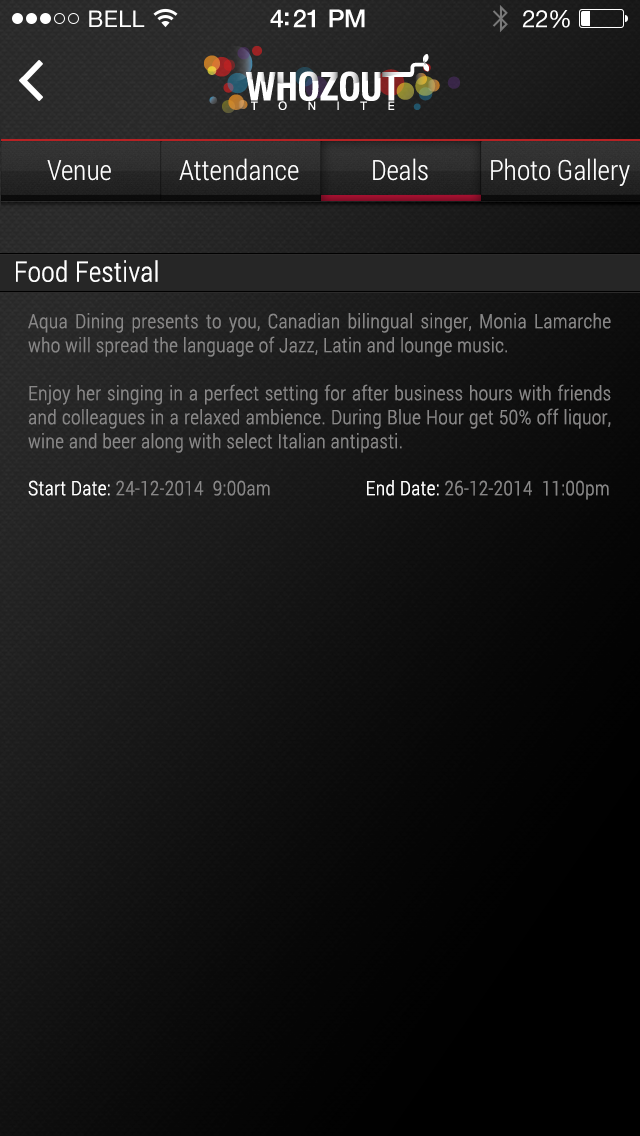 BELL 4:21 PM 22%
WHOZOUT
TONITE
Venue Attendance Deals Photo Gallery
Food Festival
Aqua Dining presents to you, Canadian bilingual singer, Monia Lamarche
who will spread the language of Jazz, Latin and lounge music.
Enjoy her singing in a perfect setting for after business hours with friends
and colleagues in a relaxed ambience. During Blue Hour get 50% off liquor,
wine and beer along with select Italian antipasti.
Start Date: 24-12-2014 9:00am End Date: 26-12-2014 11:00pm